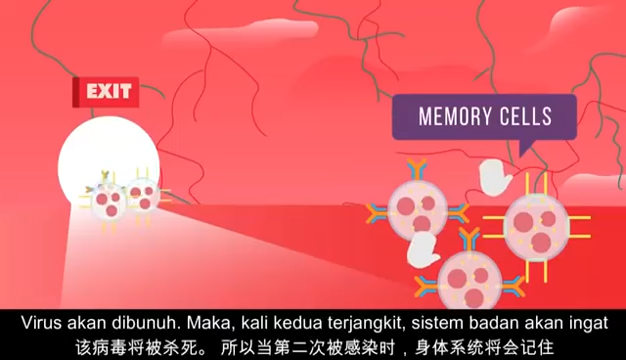 EXIT
MEMORY CELLS
Virus akan dibunuh. Maka, kali kedua terjangkit, sistem badan akan ingat
该病毒将被杀死。 所以当第二次被感染时，身体系统将会记住